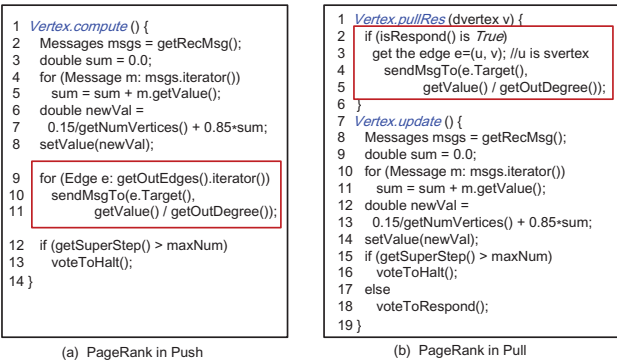 1 Vertex.compute () {
2 Messages msgs = getRecMsg();
3 double sum = 0.0;
4 for (Message m: msgs.iterator())
5 sum = sum + m.getValue();
6 double newVal =
7 0.15/getNumVertices() + 0.85*sum;
8 setValue(newVal);
9 for (Edge e: getOutEdges().iterator())
10 sendMsgTo(e.Target(),
11 getValue() / getOutDegree());
12 if (getSuperStep() > maxNum)
13 voteToHalt();
14 }
(a) PageRank in Push
1 Vertex.pullRes (dvertex v) {
2 if (isRespond() is True)
3 get the edge e=(u, v); //u is svertex
4 sendMsgTo(e.Target(),
5 getValue() / getOutDegree());
6 }
7 Vertex.update () {
8 Messages msgs = getRecMsg();
9 double sum = 0.0;
10 for (Message m: msgs.iterator())
11 sum = sum + m.getValue();
12 double newVal =
13 0.15/getNumVertices() + 0.85*sum;
14 setValue(newVal);
15 if (getSuperStep() > maxNum)
16 voteToHalt();
17 else
18 voteToRespond();
19 }
(b) PageRank in Pull